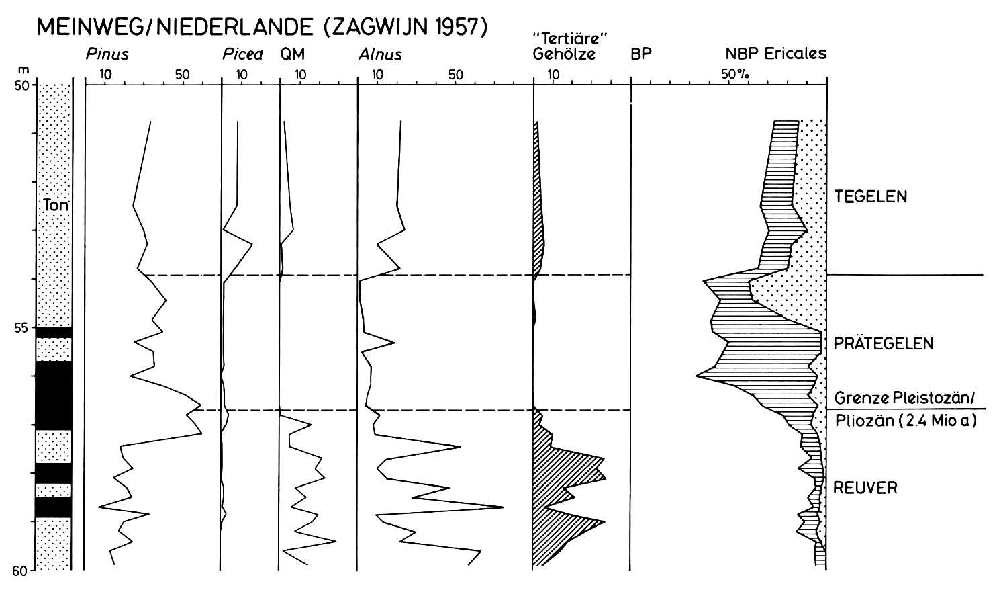 MEINWEG/NIEDERLANDE (ZAGWIJN 1957)
"Tertiäre"
Pinus Picea QM Alnus Gehölze BP NBP Ericales
m 10 50 10 10 10 50 10 50%
50
Ton
TEGELEN
55
PRÄTEGELEN
Grenze Pleistozän/
Pliozän (2.4 Mio a)
REUVER
60